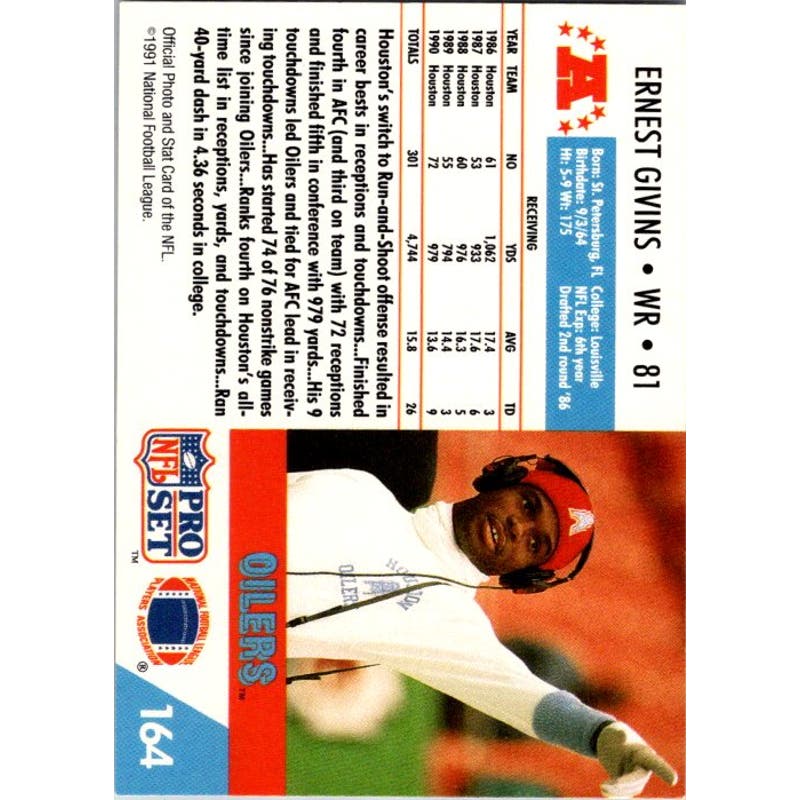 ERNEST GIVINS • WR • 81
A
Born: St. Petersburg, FL College: Louisville
Birthdate: 9/3/64 NFL Exp: 6th year
Ht: 5-9 Wt: 175 Drafted 2nd round '86
RECEIVING
YEAR TEAM NO YDS AVG TD
1986 Houston 61 1,062 17.4 3
1987 Houston 53 933 17.6 6
1988 Houston 60 976 16.3 5
1989 Houston 55 794 14.4 3
1990 Houston 72 979 13.6 9
TOTALS 301 4,744 15.8 26
Houston's switch to Run-and-Shoot offense resulted in
career bests in receptions and touchdowns...Finished
fourth in AFC (and third on team) with 72 receptions
and finished fifth in conference with 979 yards...His 9
touchdowns led Oilers and tied for AFC lead in receiv-
ing touchdowns...Has started 74 of 76 nonstrike games
since joining Oilers...Ranks fourth on Houston's all-
time list in receptions, yards, and touchdowns...Ran
40-yard dash in 4.36 seconds in college.
Official Photo and Stat Card of the NFL.
©1991 National Football League.
HOUSTON
OILERS
OILERS™
PRO
NFL SET™
NATIONAL FOOTBALL LEAGUE
PLAYERS ASSOCIATION ®
164